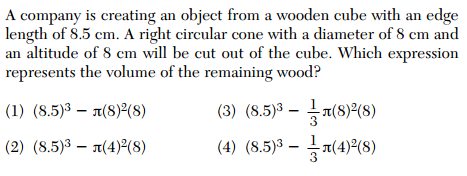 A company is creating an object from a wooden cube with an edge
length of 8.5 cm. A right circular cone with a diameter of 8 cm and
an altitude of 8 cm will be cut out of the cube. Which expression
represents the volume of the remaining wood?
(1) (8.5)³ − π(8)²(8)
(3) (8.5)³ − 1/3 π(8)²(8)
(2) (8.5)³ − π(4)²(8)
(4) (8.5)³ − 1/3 π(4)²(8)